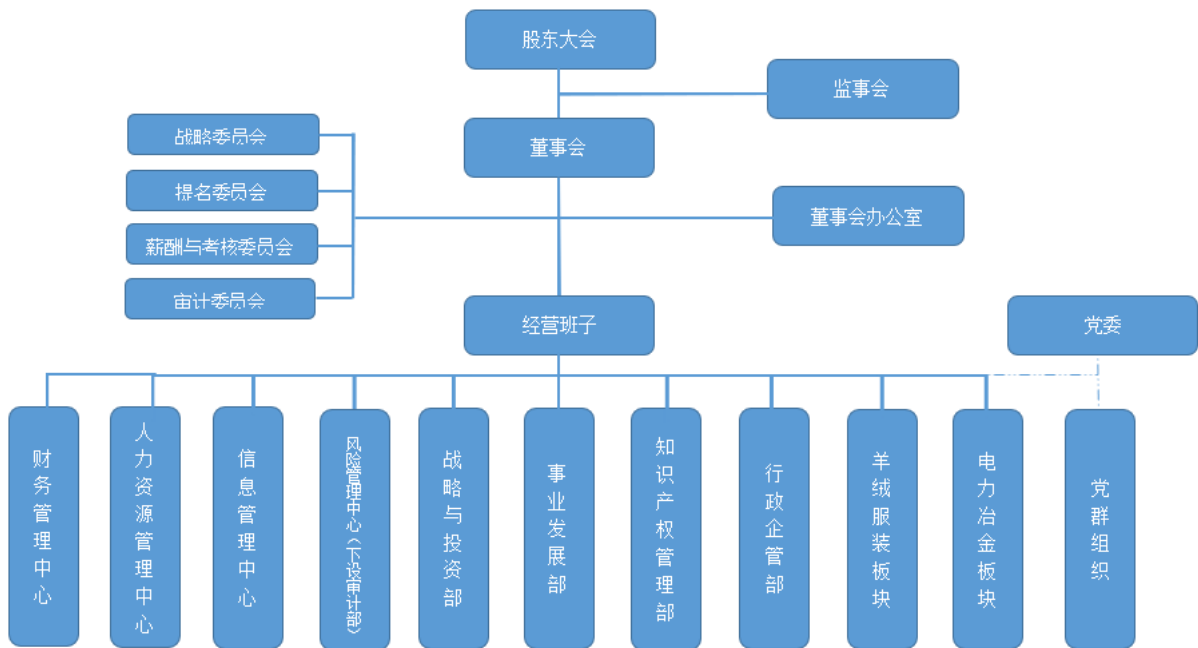 股东大会
监事会
战略委员会
董事会
提名委员会
董事会办公室
薪酬与考核委员会
审计委员会
经营班子
党委
财务管理中心
人力资源管理中心
信息管理中心
风险管理中心（下设审计部）
战略与投资部
事业发展部
知识产权管理部
行政企管部
羊绒服装板块
电力冶金板块
党群组织